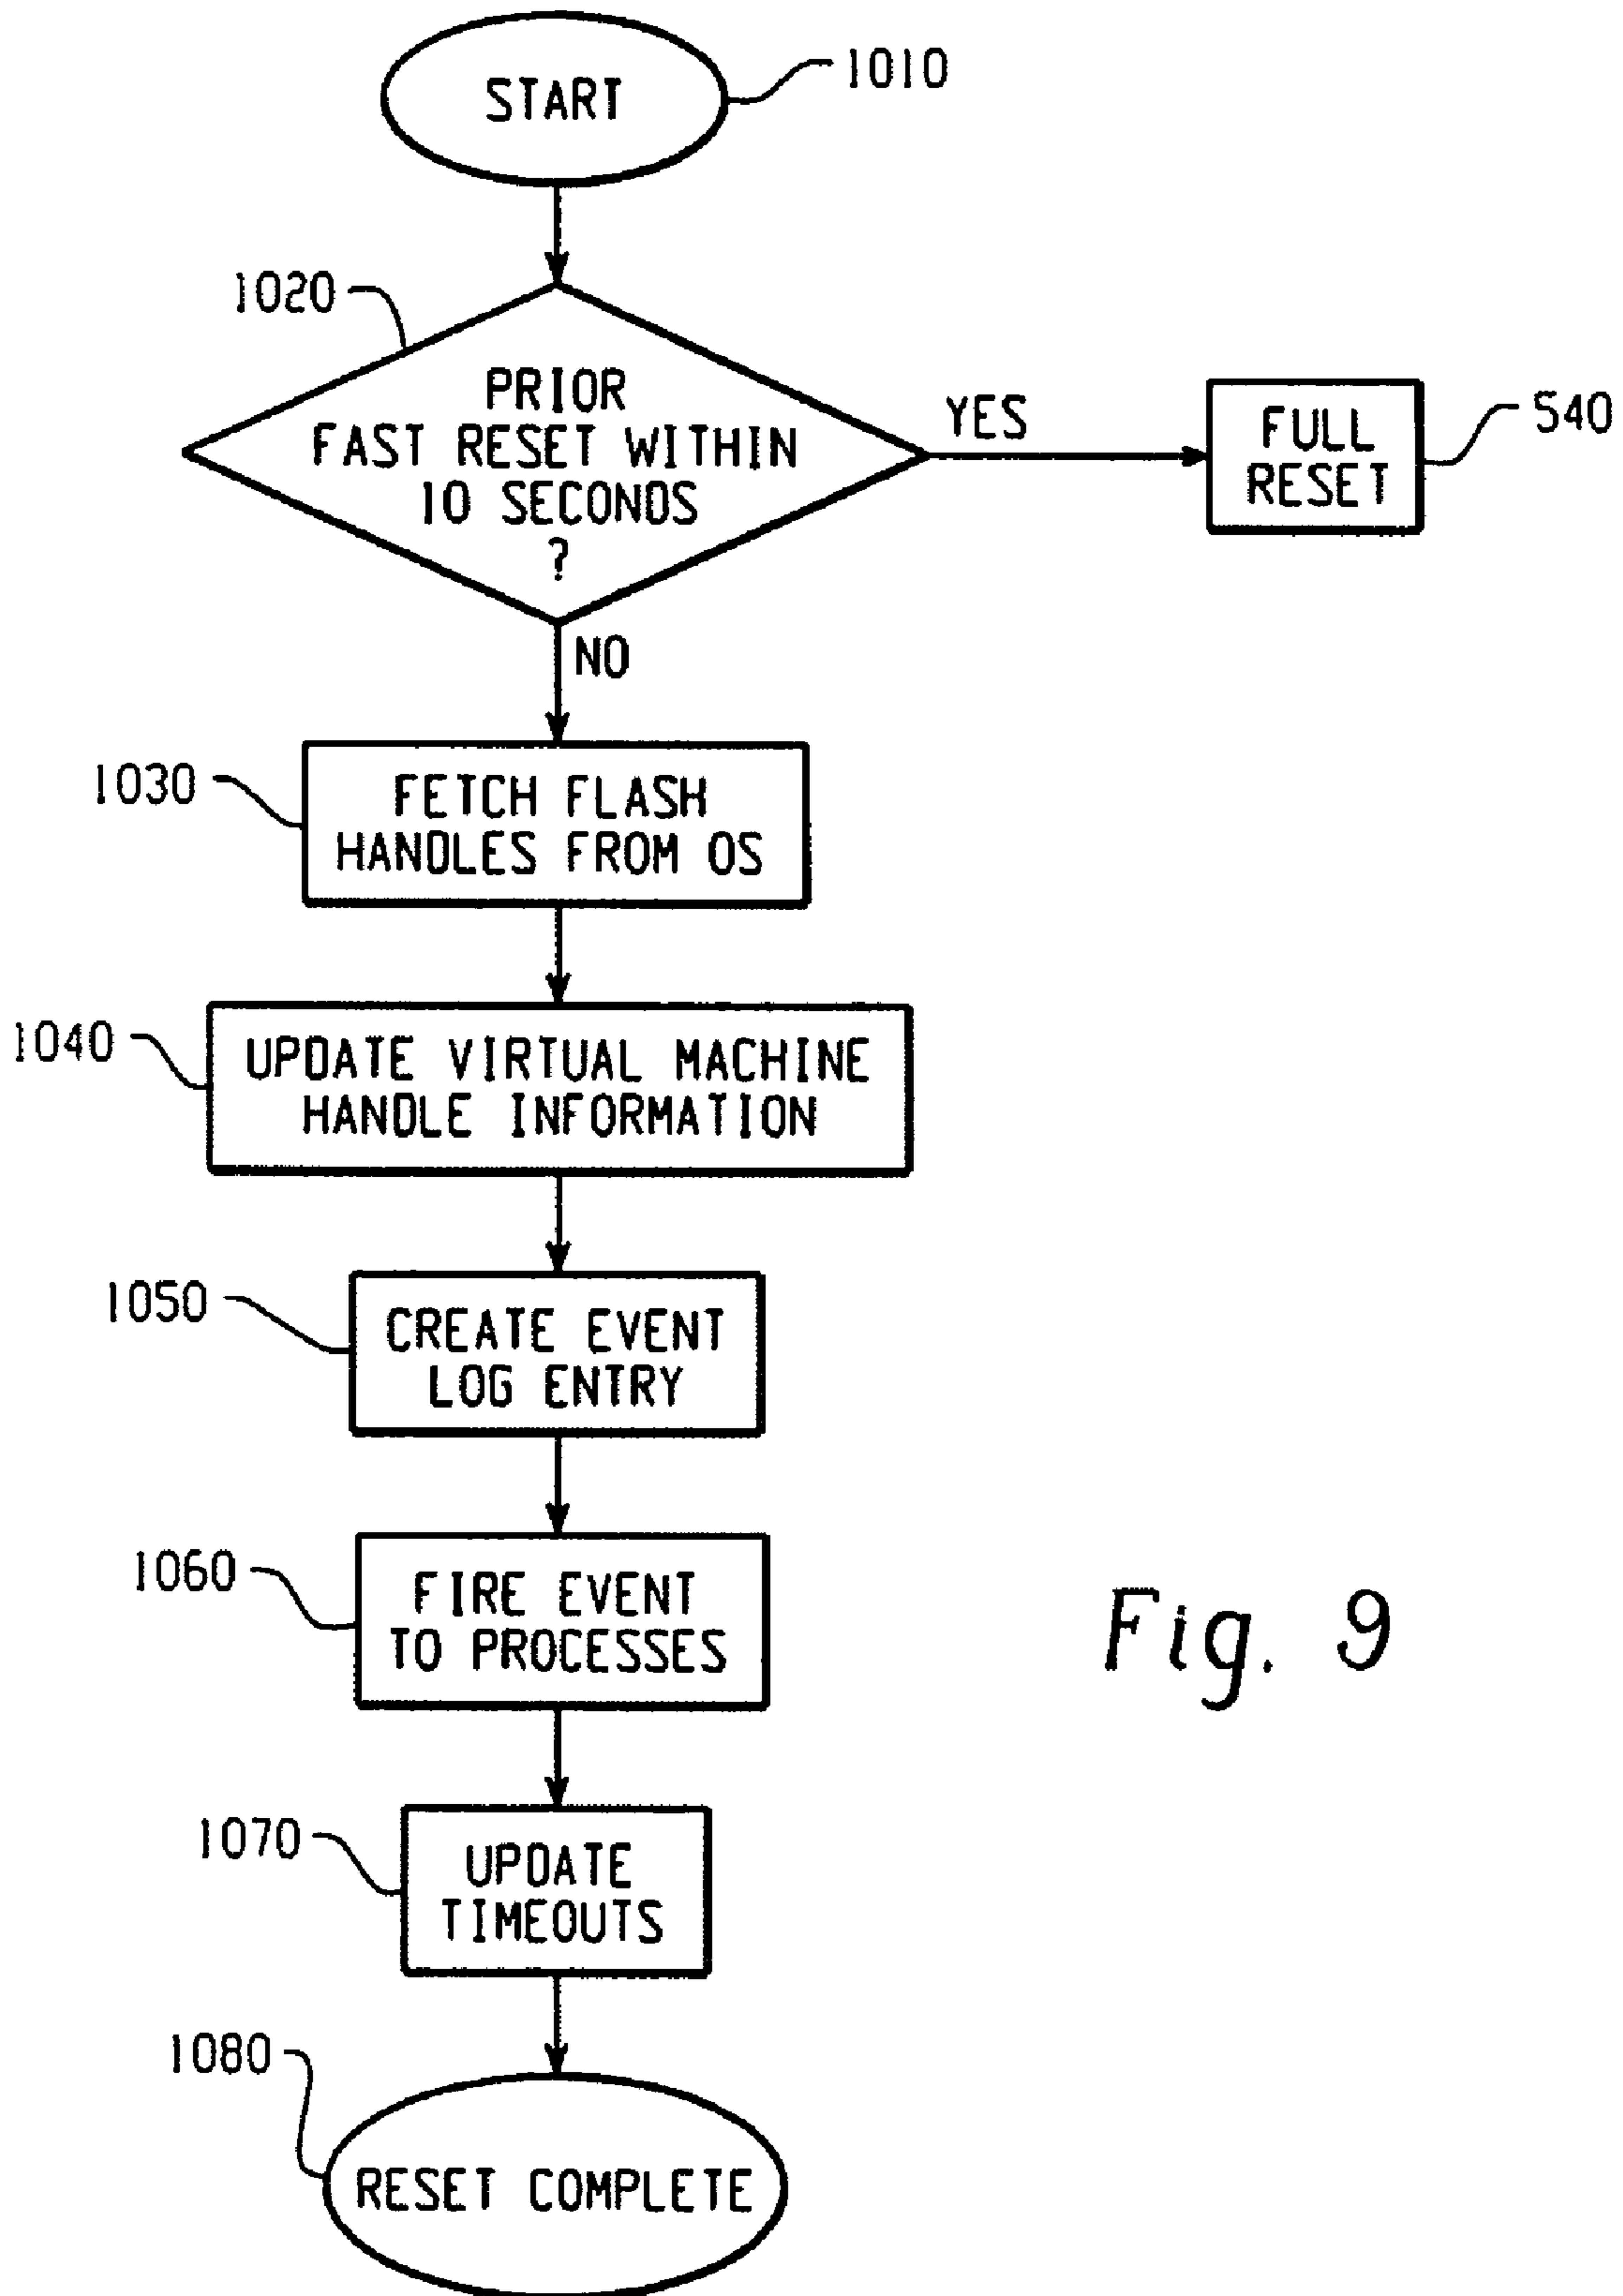 START
1010
1020
PRIOR
FAST RESET WITHIN
10 SECONDS
?
YES
FULL
RESET
540
NO
1030
FETCH FLASH
HANDLES FROM OS
1040
UPDATE VIRTUAL MACHINE
HANDLE INFORMATION
1050
CREATE EVENT
LOG ENTRY
1060
FIRE EVENT
TO PROCESSES
Fig. 9
1070
UPDATE
TIMEOUTS
1080
RESET COMPLETE